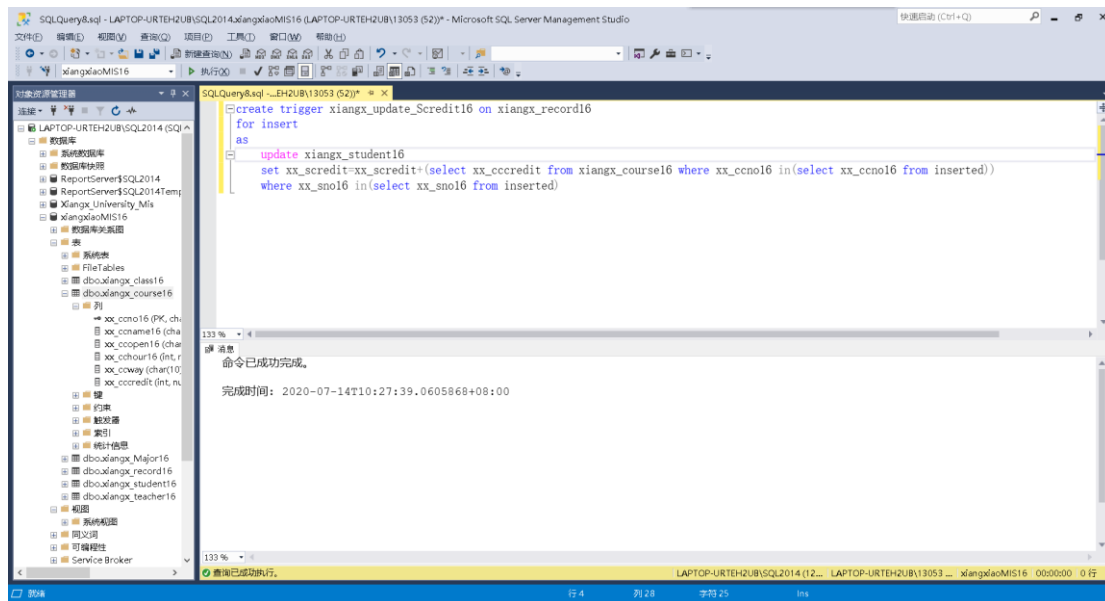 SQLQuery8.sql - LAPTOP-URTEH2UB\SQL2014.xiangxiaoMIS16 (LAPTOP-URTEH2UB\13053 (52))* - Microsoft SQL Server Management Studio
快速启动 (Ctrl+Q)
文件(F) 编辑(E) 视图(V) 查询(Q) 项目(P) 工具(T) 窗口(W) 帮助(H)
新建查询(N)
xiangxiaoMIS16
执行(X)
对象资源管理器
SQLQuery8.sql -...EH2UB\13053 (52))*
连接
LAPTOP-URTEH2UB\SQL2014 (SQL
数据库
系统数据库
数据库快照
ReportServer$SQL2014
ReportServer$SQL2014Temp
Xiangx_University_Mis
xiangxiaoMIS16
数据库关系图
表
系统表
FileTables
dbo.xiangx_class16
dbo.xiangx_course16
列
xx_ccno16 (PK, cha
xx_ccname16 (cha
xx_ccopen16 (char
xx_cchour16 (int, r
xx_ccway (char(10)
xx_cccredit (int, nu
键
约束
触发器
索引
统计信息
dbo.xiangx_Major16
dbo.xiangx_record16
dbo.xiangx_student16
dbo.xiangx_teacher16
视图
系统视图
同义词
可编程性
Service Broker
create trigger xiangx_update_Scredit16 on xiangx_record16
for insert
as
update xiangx_student16
set xx_scredit=xx_scredit+(select xx_cccredit from xiangx_course16 where xx_ccno16 in(select xx_ccno16 from inserted))
where xx_sno16 in(select xx_sno16 from inserted)
133 %
消息
命令已成功完成。
完成时间: 2020-07-14T10:27:39.0605868+08:00
133 %
查询已成功执行。
LAPTOP-URTEH2UB\SQL2014 (12... LAPTOP-URTEH2UB\13053 ... xiangxiaoMIS16 00:00:00 0 行
就绪
行 4 列 28 字符 25 Ins